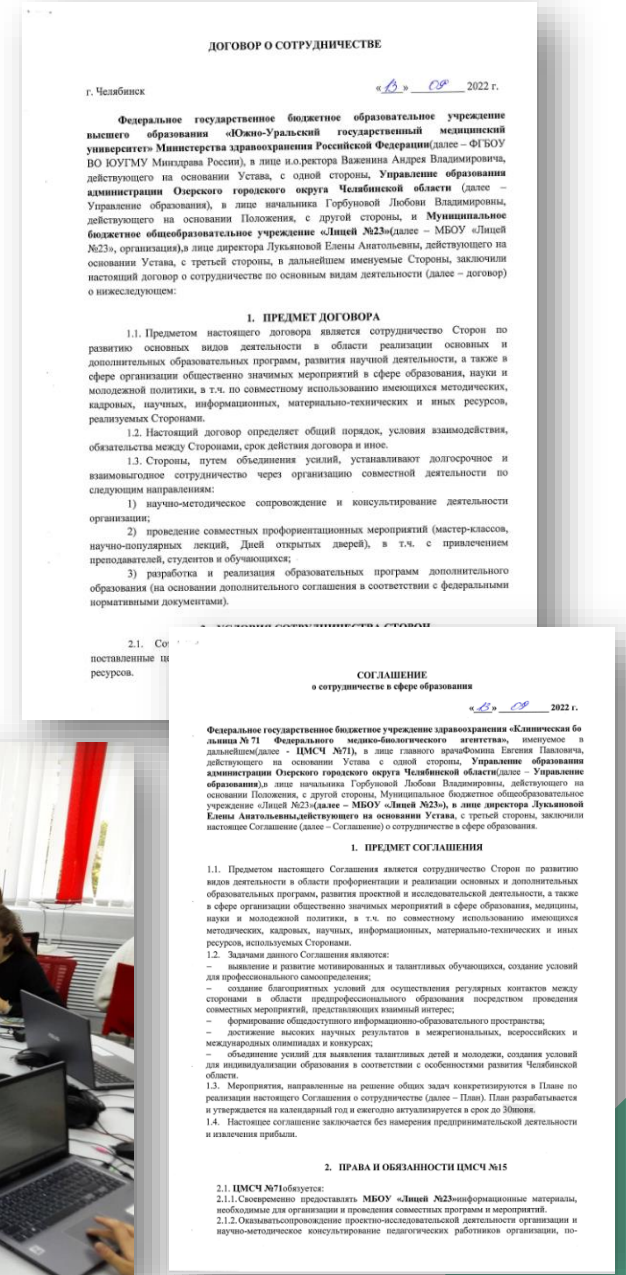 ДОГОВОР О СОТРУДНИЧЕСТВЕ
г. Челябинск «13» 09 2022 г.
Федеральное государственное бюджетное образовательное учреждение
высшего образования «Южно-Уральский государственный медицинский
университет» Министерства здравоохранения Российской Федерации(далее – ФГБОУ
ВО ЮУГМУ Минздрава России), в лице и.о.ректора Важенина Андрея Владимировича,
действующего на основании Устава, с одной стороны, Управление образования
администрации Озерского городского округа Челябинской области (далее –
Управление образования), в лице начальника Горбуновой Любови Владимировны,
действующего на основании Положения, с другой стороны, и Муниципальное
бюджетное общеобразовательное учреждение «Лицей №23»(далее – МБОУ «Лицей
№23», организация),в лице директора Лукьяновой Елены Анатольевны, действующего на
основании Устава, с третьей стороны, в дальнейшем именуемые Стороны, заключили
настоящий договор о сотрудничестве по основным видам деятельности (далее – договор)
о нижеследующем:
1. ПРЕДМЕТ ДОГОВОРА
1.1. Предметом настоящего договора является сотрудничество Сторон по
развитию основных видов деятельности в области реализации основных и
дополнительных образовательных программ, развития научной деятельности, а также в
сфере организации общественно значимых мероприятий в сфере образования, науки и
молодежной политики, в т.ч. по совместному использованию имеющихся методических,
кадровых, научных, информационных, материально-технических и иных ресурсов,
реализуемых Сторонами.
1.2. Настоящий договор определяет общий порядок, условия взаимодействия,
обязательства между Сторонами, срок действия договора и иное.
1.3. Стороны, путем объединения усилий, устанавливают долгосрочное и
взаимовыгодное сотрудничество через организацию совместной деятельности по
следующим направлениям:
1) научно-методическое сопровождение и консультирование деятельности
организации;
2) проведение совместных профориентационных мероприятий (мастер-классов,
научно-популярных лекций, Дней открытых дверей), в т.ч. с привлечением
преподавателей, студентов и обучающихся;
3) разработка и реализация образовательных программ дополнительного
образования (на основании дополнительного соглашения в соответствии с федеральными
нормативными документами).
2. УСЛОВИЯ СОТРУДНИЧЕСТВА СТОРОН
2.1.
поставленные
ресурсов.
СОГЛАШЕНИЕ
о сотрудничестве в сфере образования
«13» 09 2022 г.
Федеральное государственное бюджетное учреждение здравоохранения «Клиническая бо
льница № 71 Федерального медико-биологического агентства», именуемое в
дальнейшем(далее - ЦМСЧ №71), в лице главного врачаФомина Евгения Павловича,
действующего на основании Устава с одной стороны, Управление образования
администрации Озерского городского округа Челябинской области(далее – Управление
образования),в лице начальника Горбуновой Любови Владимировны, действующего на
основании Положения, с другой стороны, Муниципальное бюджетное общеобразовательное
учреждение «Лицей №23»(далее – МБОУ «Лицей №23»), в лице директора Лукьяновой
Елены Анатольевны,действующего на основании Устава, с третьей стороны, заключили
настоящее Соглашение (далее – Соглашение) о сотрудничестве в сфере образования.
1. ПРЕДМЕТ СОГЛАШЕНИЯ
1.1. Предметом настоящего Соглашения является сотрудничество Сторон по развитию
видов деятельности в области профориентации и реализации основных и дополнительных
образовательных программ, развития проектной и исследовательской деятельности, а также
в сфере организации общественно значимых мероприятий в сфере образования, медицины,
науки и молодежной политики, в т.ч. по совместному использованию имеющихся
методических, кадровых, научных, информационных, материально-технических и иных
ресурсов, используемых Сторонами.
1.2. Задачами данного Соглашения являются:
– выявление и развитие мотивированных и талантливых обучающихся, создание условий
для профессионального самоопределения;
– создание благоприятных условий для осуществления регулярных контактов между
сторонами в области предпрофессионального образования посредством проведения
совместных мероприятий, представляющих взаимный интерес;
– формирование общедоступного информационно-образовательного пространства;
– достижение высоких научных результатов в межрегиональных, всероссийских и
международных олимпиадах и конкурсах;
– объединение усилий для выявления талантливых детей и молодежи, создания условий
для индивидуализации образования в соответствии с особенностями развития Челябинской
области.
1.3. Мероприятия, направленные на решение общих задач конкретизируются в Плане по
реализации настоящего Соглашения о сотрудничестве (далее – План). План разрабатывается
и утверждается на календарный год и ежегодно актуализируется в срок до 30июня.
1.4. Настоящее соглашение заключается без намерения предпринимательской деятельности
и извлечения прибыли.
2. ПРАВА И ОБЯЗАННОСТИ ЦМСЧ №15
2.1. ЦМСЧ №71обязуется:
2.1.1.Своевременно предоставлять МБОУ «Лицей №23»информационные материалы,
необходимые для организации и проведения совместных программ и мероприятий.
2.1.2.Оказыватьсопровождение проектно-исследовательской деятельности организации и
научно-методическое консультирование педагогических работников организации, по-